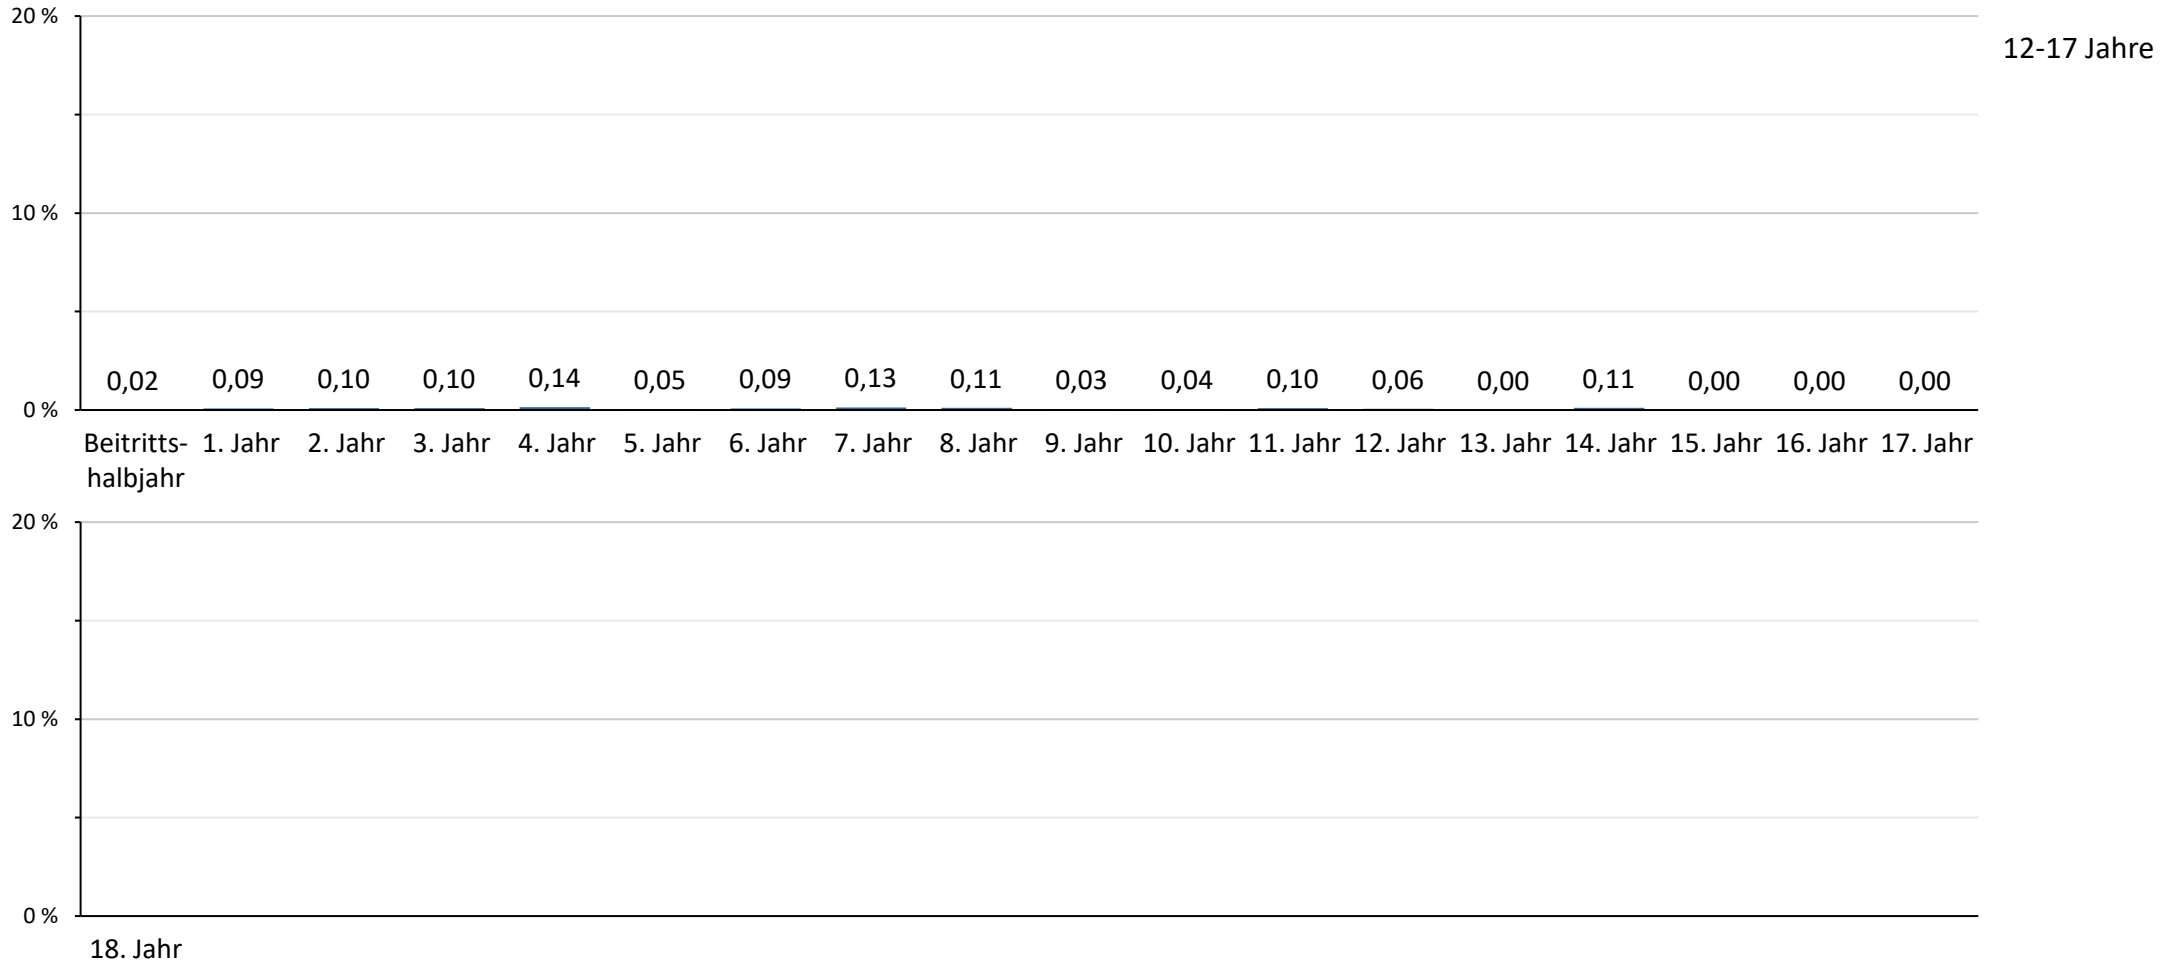 20 %
12-17 Jahre
10 %
0,02 0,09 0,10 0,10 0,14 0,05 0,09 0,13 0,11 0,03 0,04 0,10 0,06 0,00 0,11 0,00 0,00 0,00
0 %
Beitritts- 1. Jahr 2. Jahr 3. Jahr 4. Jahr 5. Jahr 6. Jahr 7. Jahr 8. Jahr 9. Jahr 10. Jahr 11. Jahr 12. Jahr 13. Jahr 14. Jahr 15. Jahr 16. Jahr 17. Jahr
halbjahr
20 %
10 %
0 %
18. Jahr